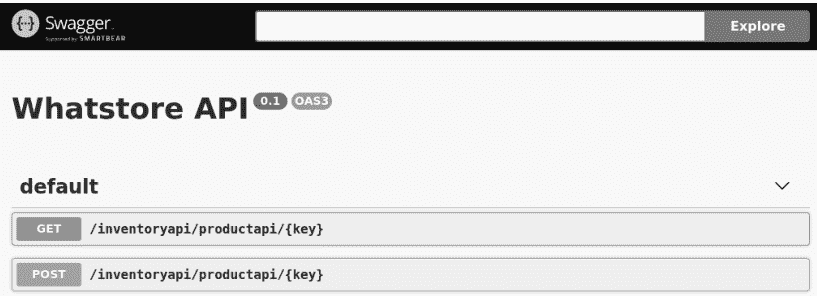 Swagger.
Supported by SMARTBEAR
Explore
Whatstore API 0.1 OAS3
default
GET /inventoryapi/productapi/{key}
POST /inventoryapi/productapi/{key}